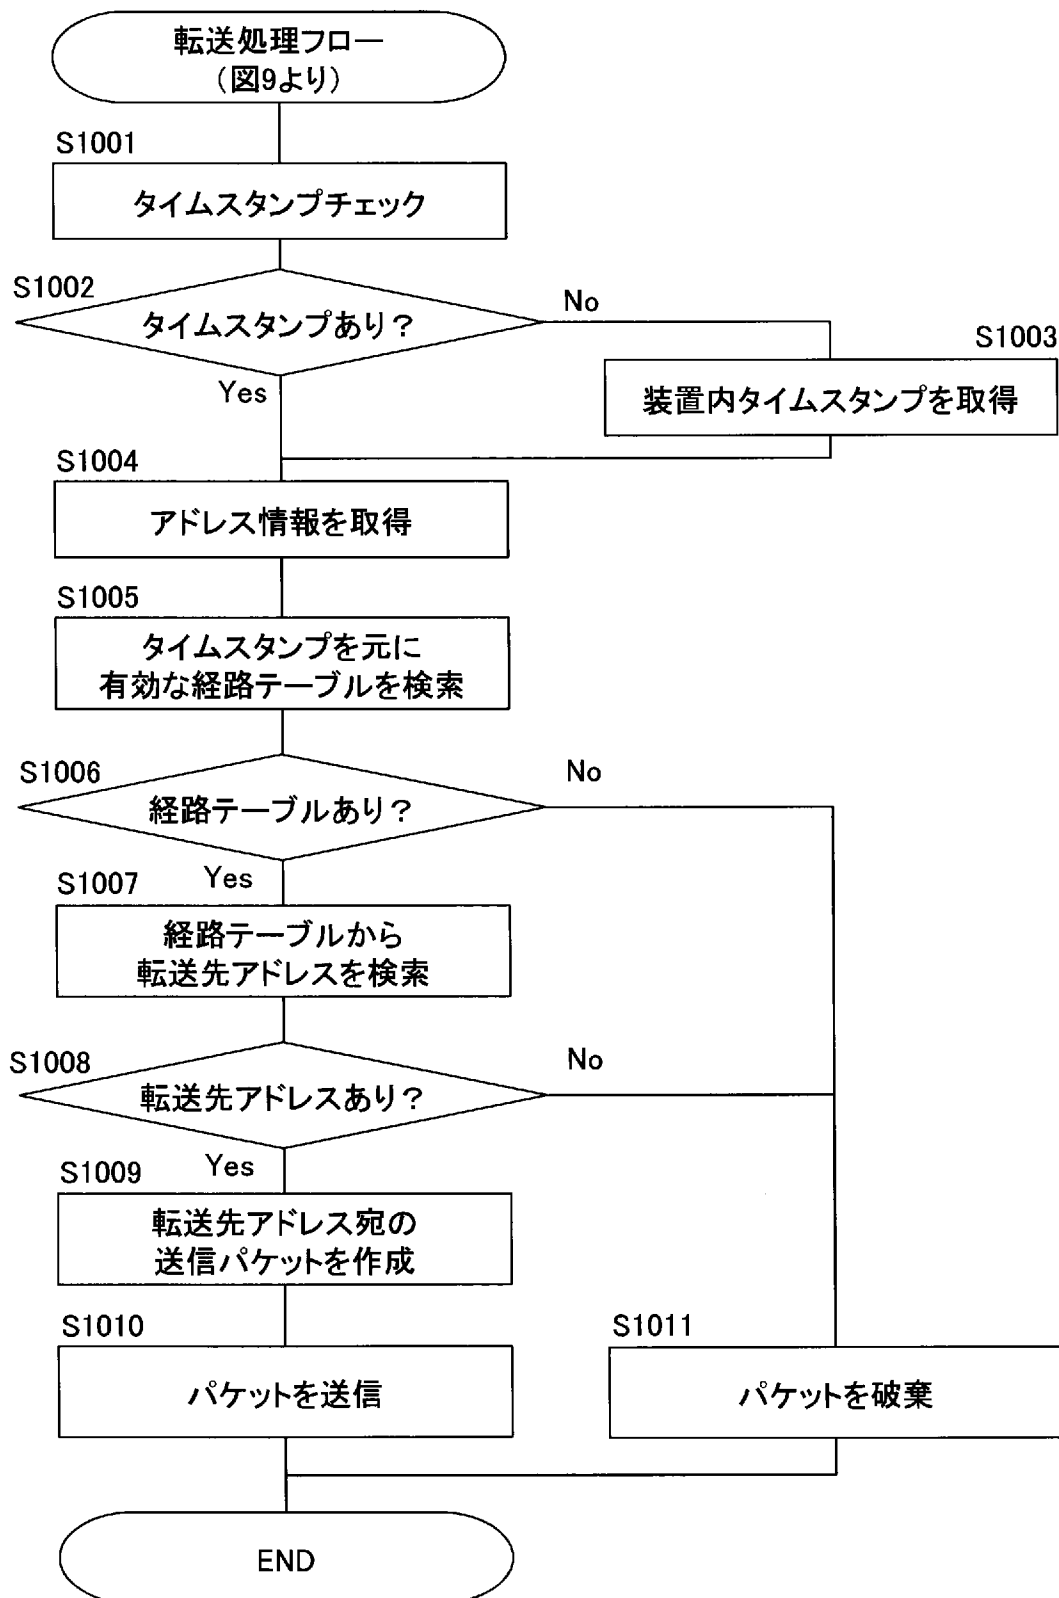 転送処理フロー
（図9より）
S1001
タイムスタンプチェック
S1002
タイムスタンプあり？
No
Yes
S1003
装置内タイムスタンプを取得
S1004
アドレス情報を取得
S1005
タイムスタンプを元に
有効な経路テーブルを検索
S1006
経路テーブルあり？
No
Yes
S1007
経路テーブルから
転送先アドレスを検索
S1008
転送先アドレスあり？
No
Yes
S1009
転送先アドレス宛の
送信パケットを作成
S1010
パケットを送信
S1011
パケットを破棄
END